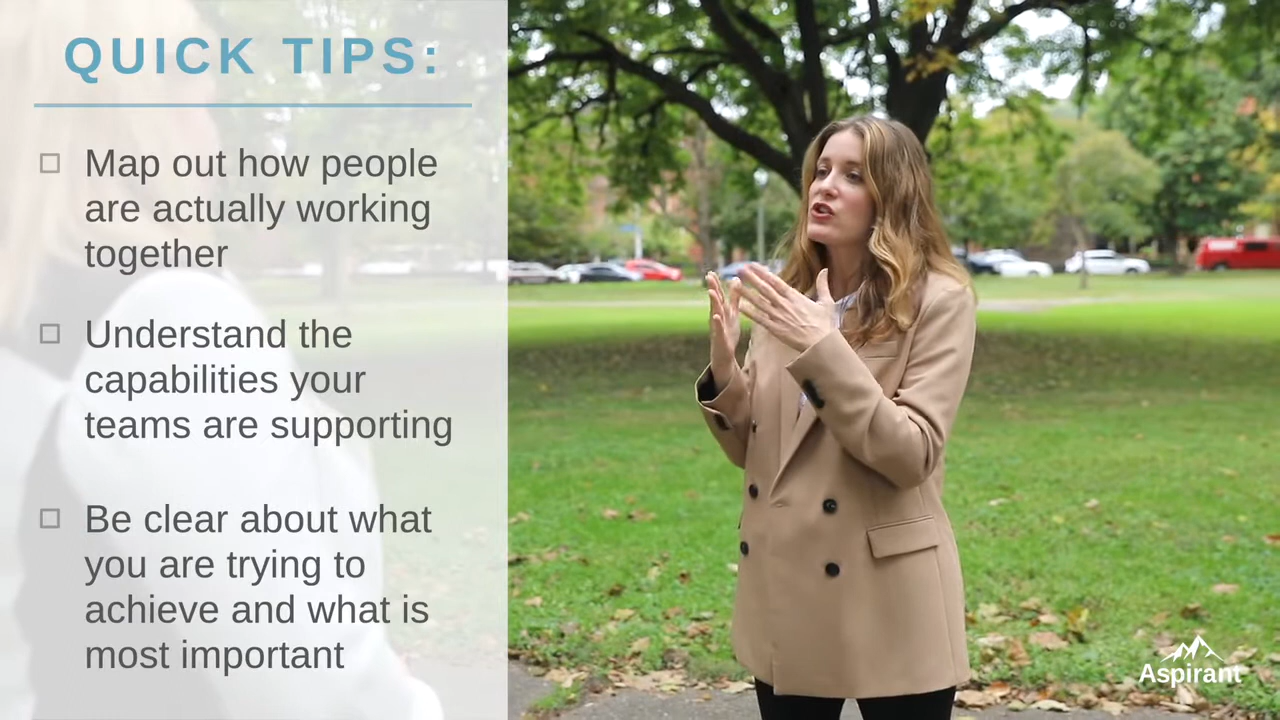 QUICK TIPS:
Map out how people
are actually working
together
Understand the
capabilities your
teams are supporting
Be clear about what
you are trying to
achieve and what is
most important
Aspirant